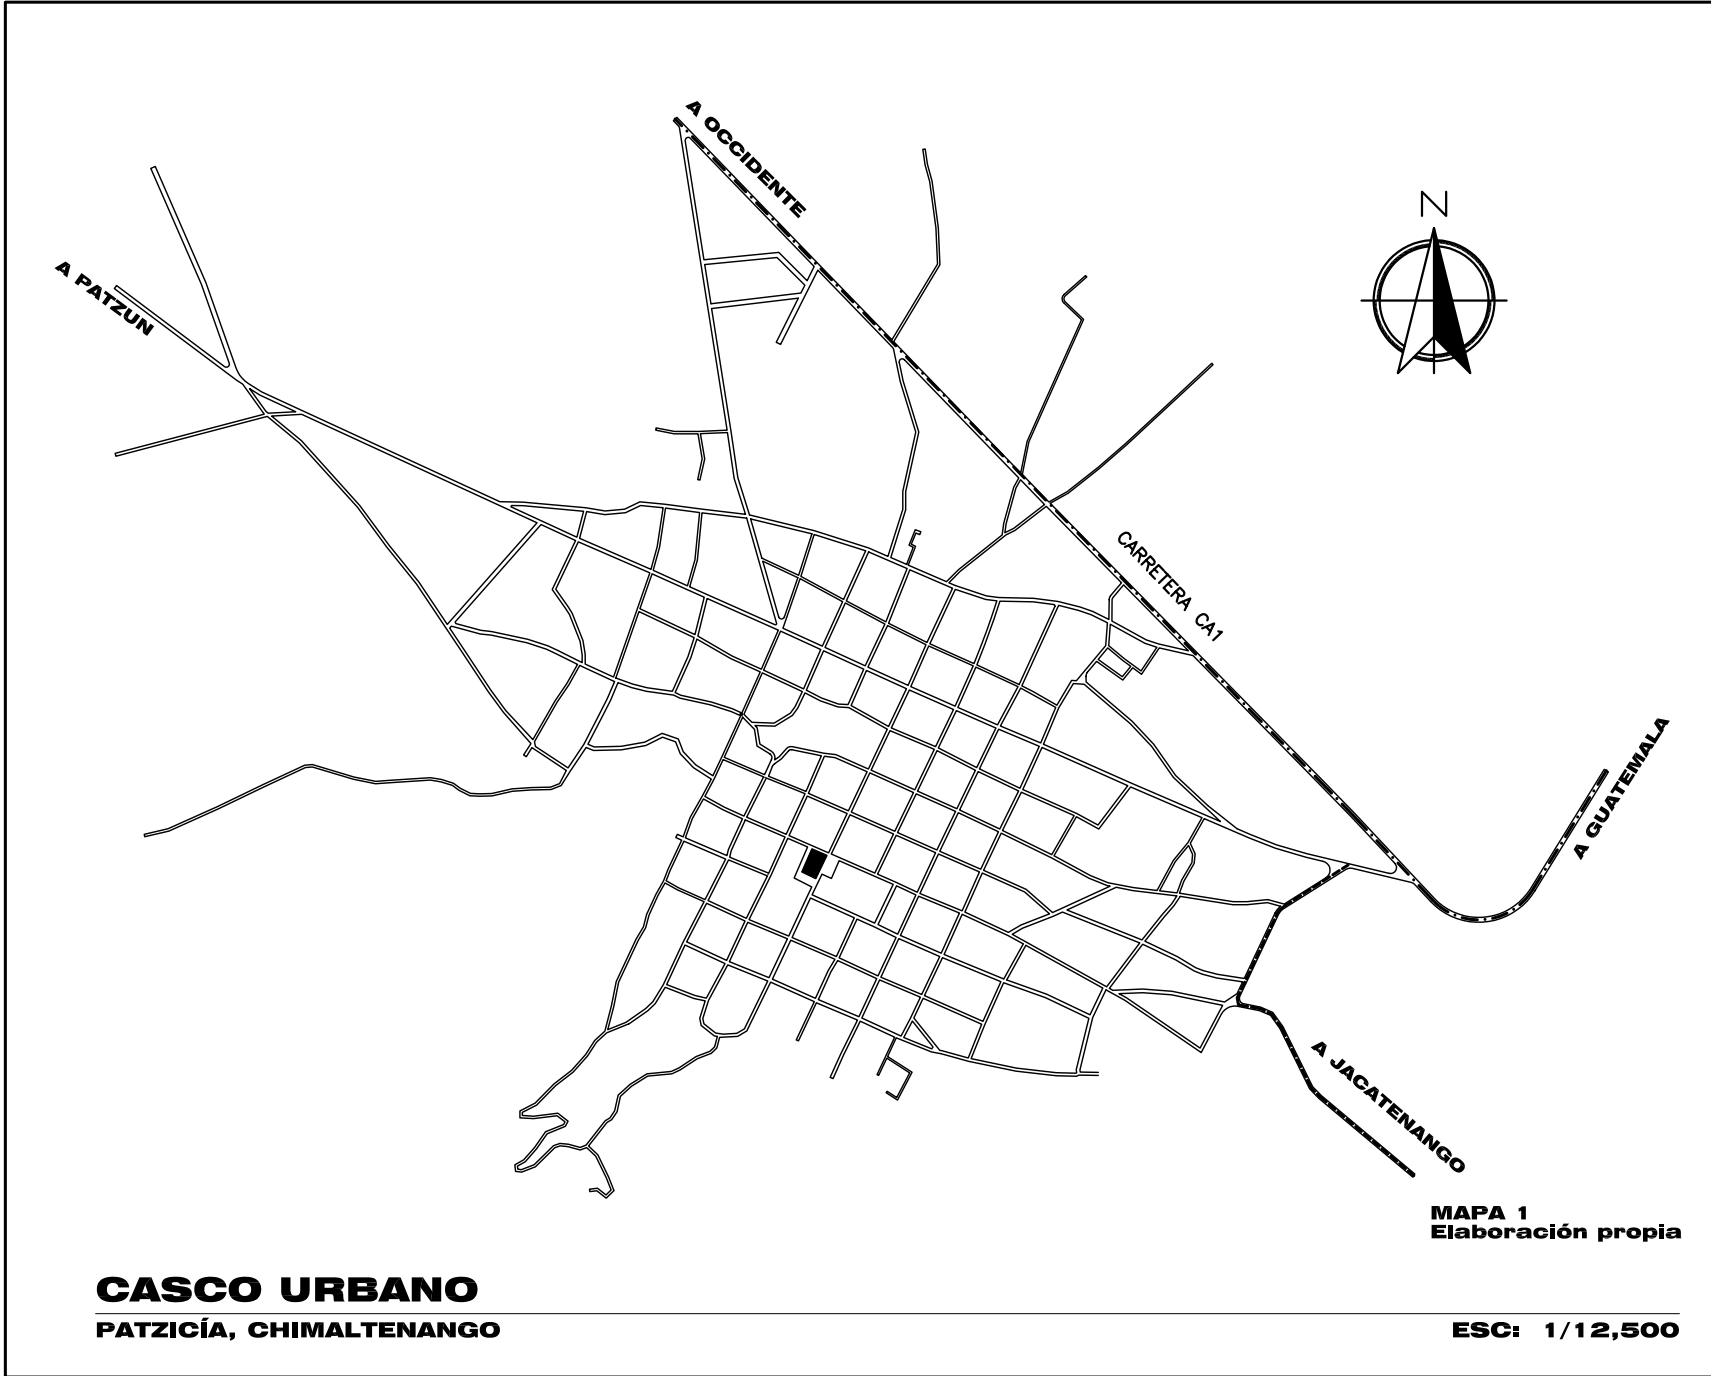 A OCCIDENTE
N
A PATZUN
CARRETERA CA1
A GUATEMALA
A JACATENANGO
MAPA 1
Elaboración propia
CASCO URBANO
PATZICÍA, CHIMALTENANGO
ESC: 1/12,500